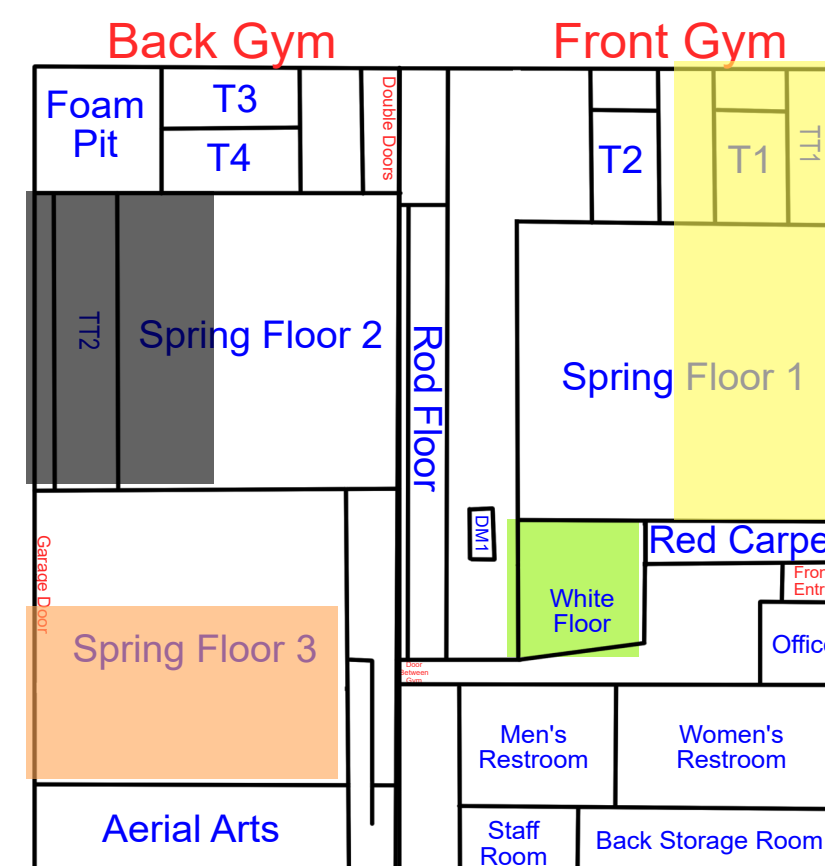 Back Gym
Front Gym
Foam
Pit
T3
T4
Double Doors
T2
T1
TT1
TT2
Spring Floor 2
Rod Floor
Spring Floor 1
DM1
Red Carpe
White
Floor
Fron
Entr
Office
Garage Door
Spring Floor 3
Door
Between
Gym
Men's
Restroom
Women's
Restroom
Aerial Arts
Staff
Room
Back Storage Room